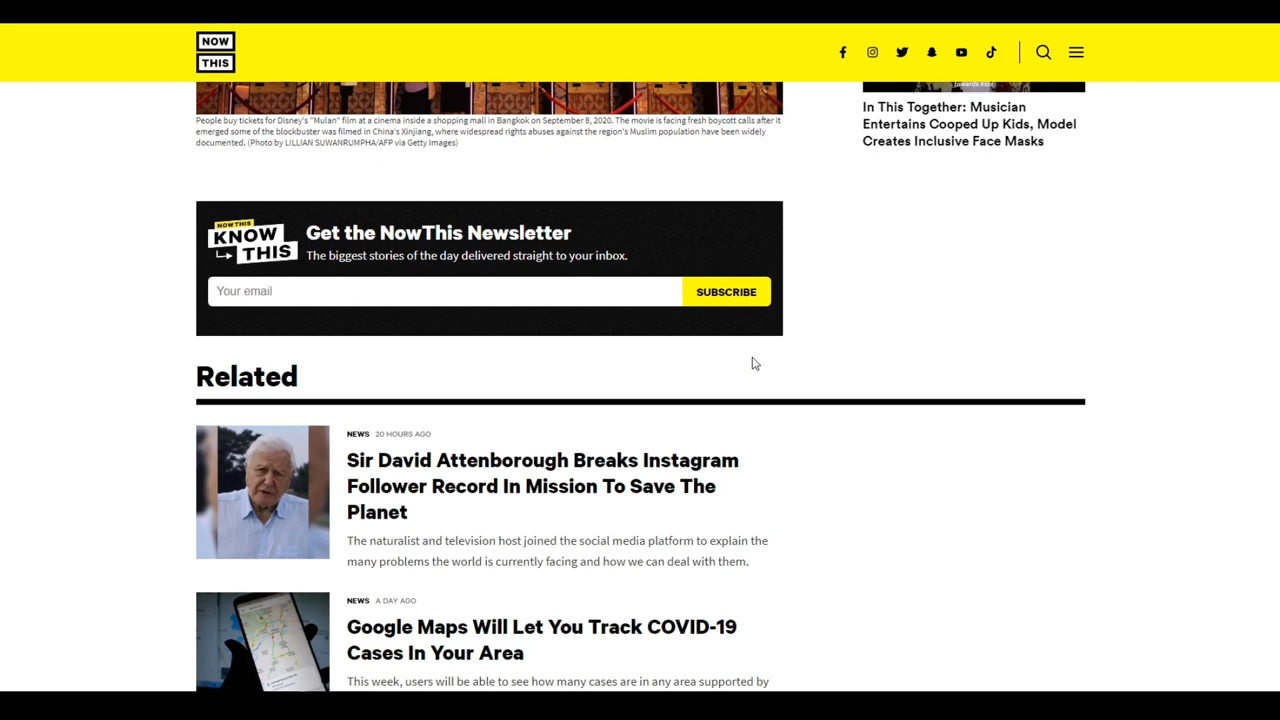 NOW
THIS
towards kids.
People buy tickets for Disney's "Mulan" film at a cinema inside a shopping mall in Bangkok on September 8, 2020. The movie is facing fresh boycott calls after it
emerged some of the blockbuster was filmed in China's Xinjiang, where widespread rights abuses against the region's Muslim population have been widely
documented. (Photo by LILLIAN SUWANRUMPHA/AFP via Getty Images)
In This Together: Musician
Entertains Cooped Up Kids, Model
Creates Inclusive Face Masks
NOW THIS
KNOW
THIS
Get the NowThis Newsletter
The biggest stories of the day delivered straight to your inbox.
Your email
SUBSCRIBE
Related
NEWS 20 HOURS AGO
Sir David Attenborough Breaks Instagram
Follower Record In Mission To Save The
Planet
The naturalist and television host joined the social media platform to explain the
many problems the world is currently facing and how we can deal with them.
NEWS A DAY AGO
Google Maps Will Let You Track COVID-19
Cases In Your Area
This week, users will be able to see how many cases are in any area supported by